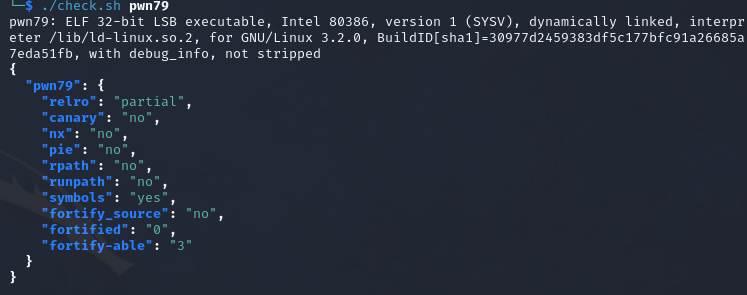 └─$ ./check.sh pwn79
pwn79: ELF 32-bit LSB executable, Intel 80386, version 1 (SYSV), dynamically linked, interpr
eter /lib/ld-linux.so.2, for GNU/Linux 3.2.0, BuildID[sha1]=30977d2459383df5c177bfc91a26685a
7eda51fb, with debug_info, not stripped
{
  "pwn79": {
    "relro": "partial",
    "canary": "no",
    "nx": "no",
    "pie": "no",
    "rpath": "no",
    "runpath": "no",
    "symbols": "yes",
    "fortify_source": "no",
    "fortified": "0",
    "fortify-able": "3"
  }
}